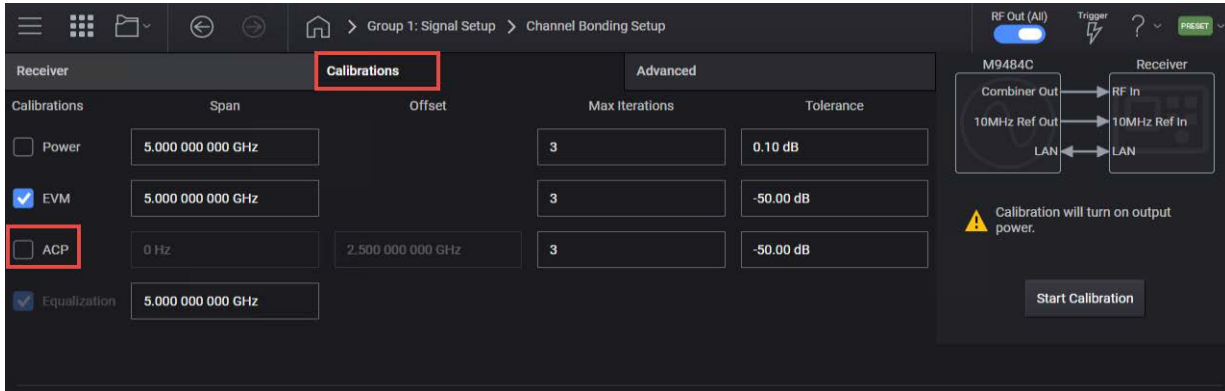 Group 1: Signal Setup > Channel Bonding Setup
RF Out (All)
Trigger
PRESET
Receiver
Calibrations
Advanced
Calibrations Span Offset Max Iterations Tolerance
Power 5.000 000 000 GHz 3 0.10 dB
EVM 5.000 000 000 GHz 3 -50.00 dB
ACP 0 Hz 2.500 000 000 GHz 3 -50.00 dB
Equalization 5.000 000 000 GHz
M9484C Receiver
Combiner Out RF In
10MHz Ref Out 10MHz Ref In
LAN LAN
Calibration will turn on output
power.
Start Calibration